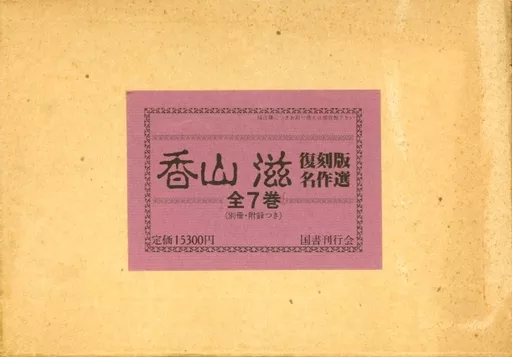 香山 滋 復刻版
名作選
全7巻
(別冊・附録つき)
定価15300円 国書刊行会